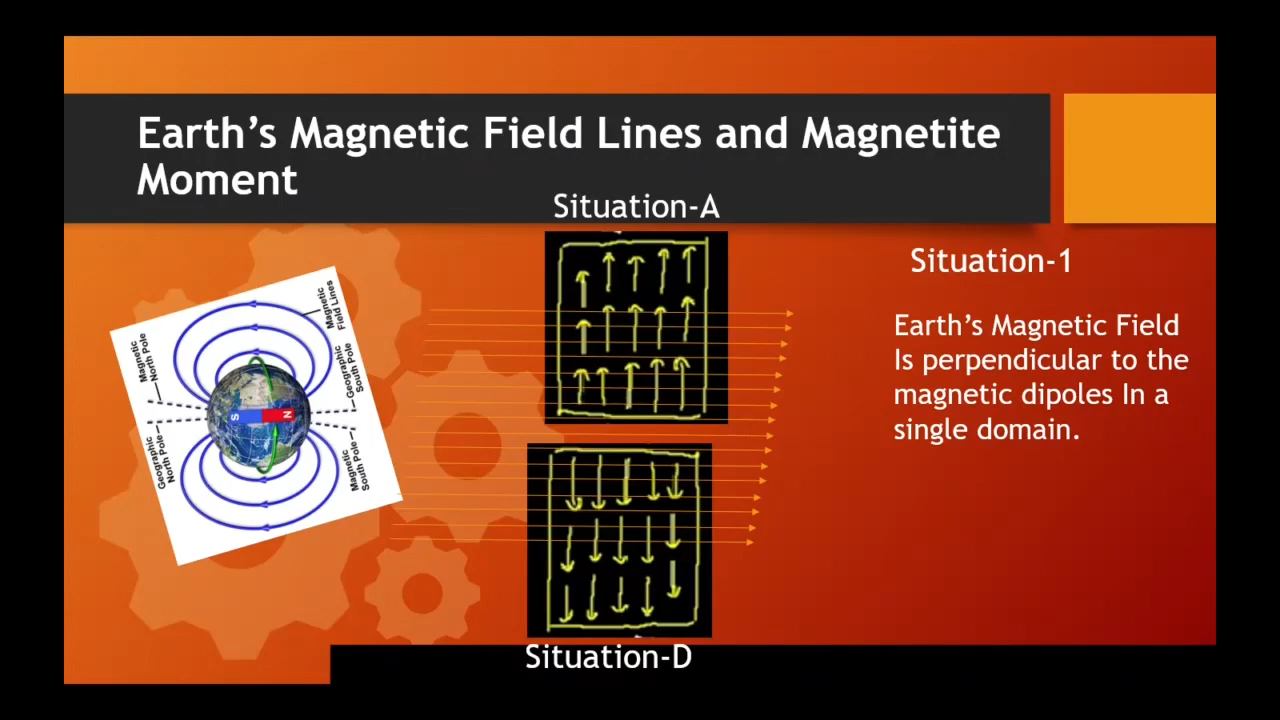 Earth's Magnetic Field Lines and Magnetite
Moment
Situation-A
Situation-1
Earth's Magnetic Field
Is perpendicular to the
magnetic dipoles In a
single domain.
Magnetic
North Pole
Geographic
North Pole
Magnetic
Field Lines
Geographic
South Pole
Magnetic
South Pole
S
N
Situation-D